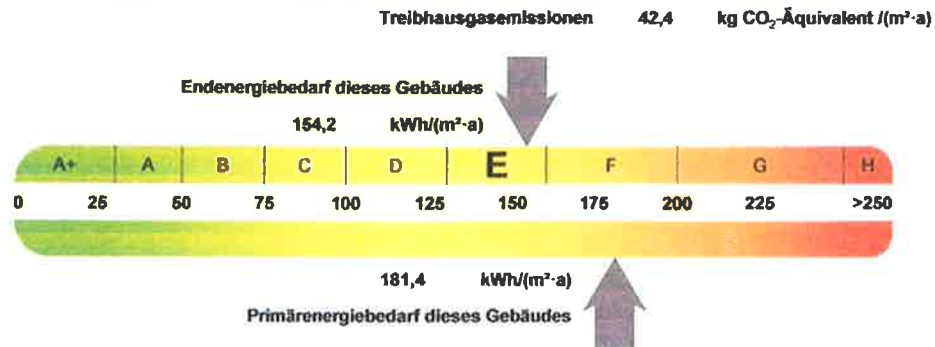 Treibhausgasemissionen 42,4 kg CO₂-Äquivalent /(m²·a)
Endenergiebedarf dieses Gebäudes
154,2 kWh/(m²·a)
A+ A B C D E F G H
0 25 50 75 100 125 150 175 200 225 >250
181,4 kWh/(m²·a)
Primärenergiebedarf dieses Gebäudes